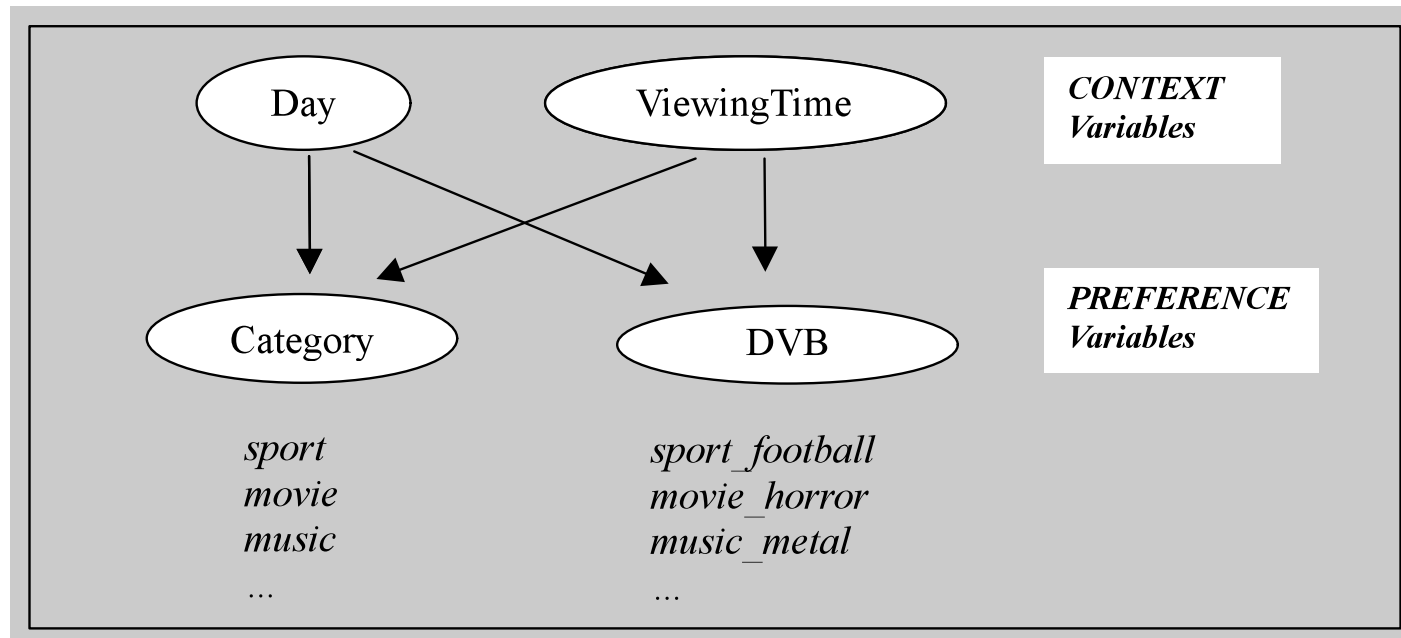 Day
ViewingTime
CONTEXT
Variables
Category
DVB
PREFERENCE
Variables
sport
movie
music
...
sport_football
movie_horror
music_metal
...